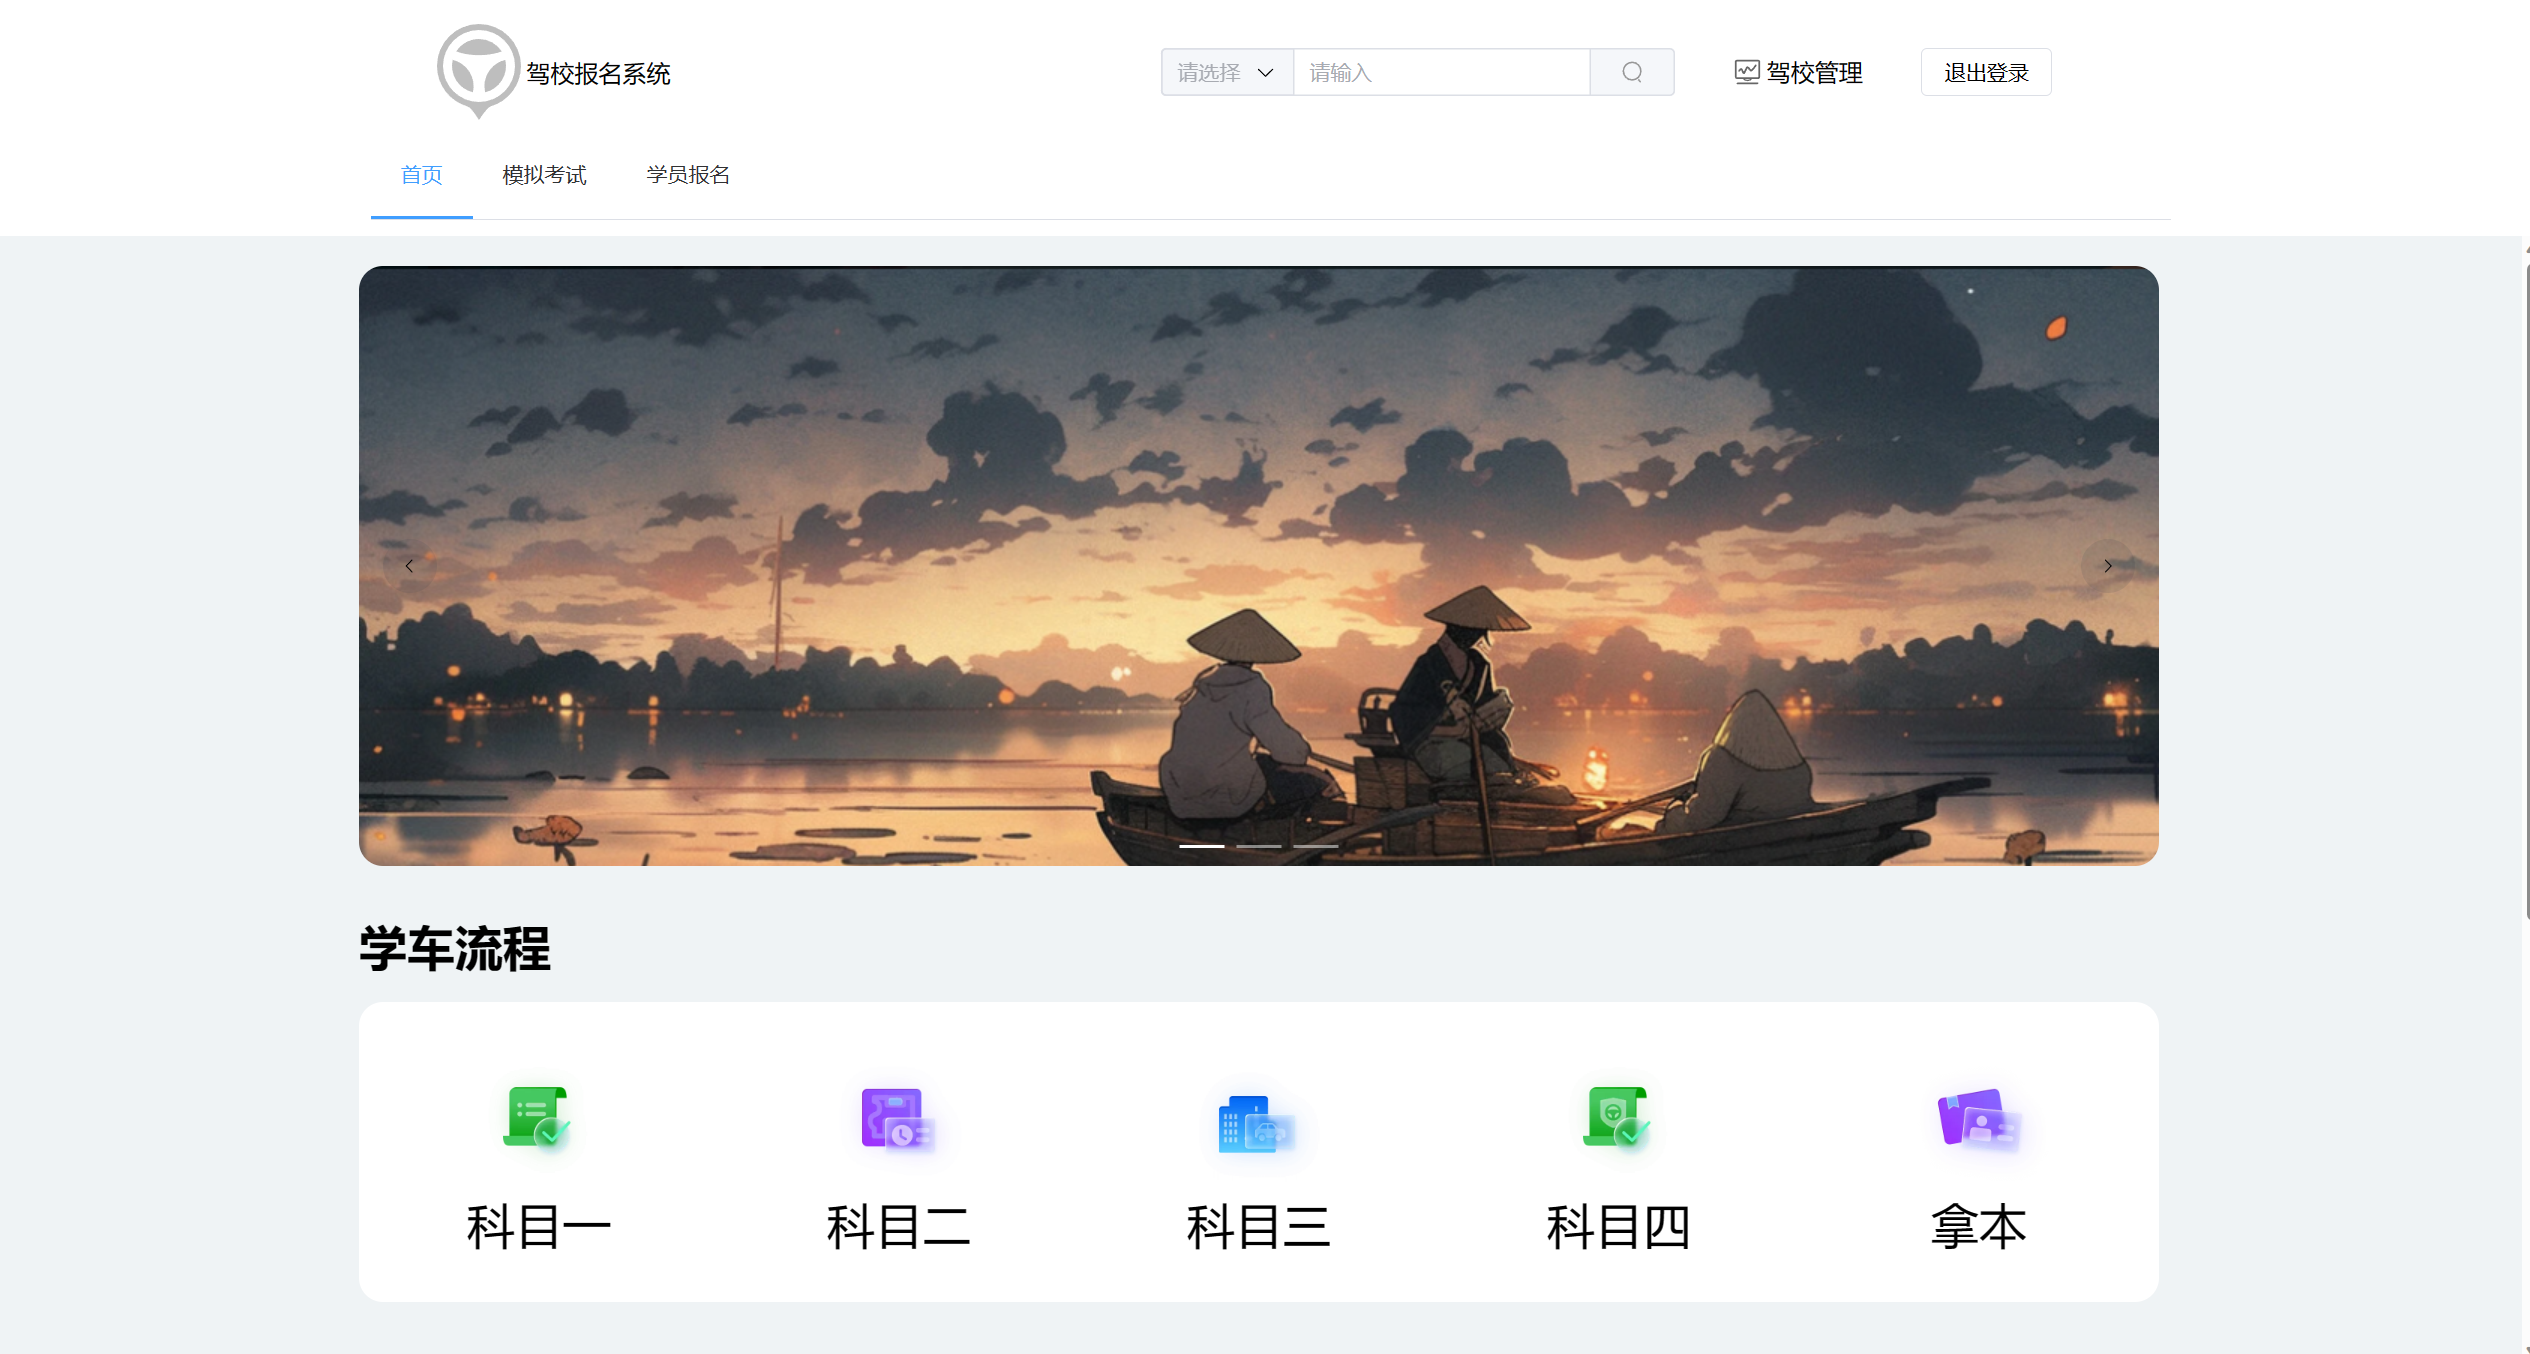 驾校报名系统
请选择
请输入
驾校管理
退出登录
首页
模拟考试
学员报名
学车流程
科目一
科目二
科目三
科目四
拿本